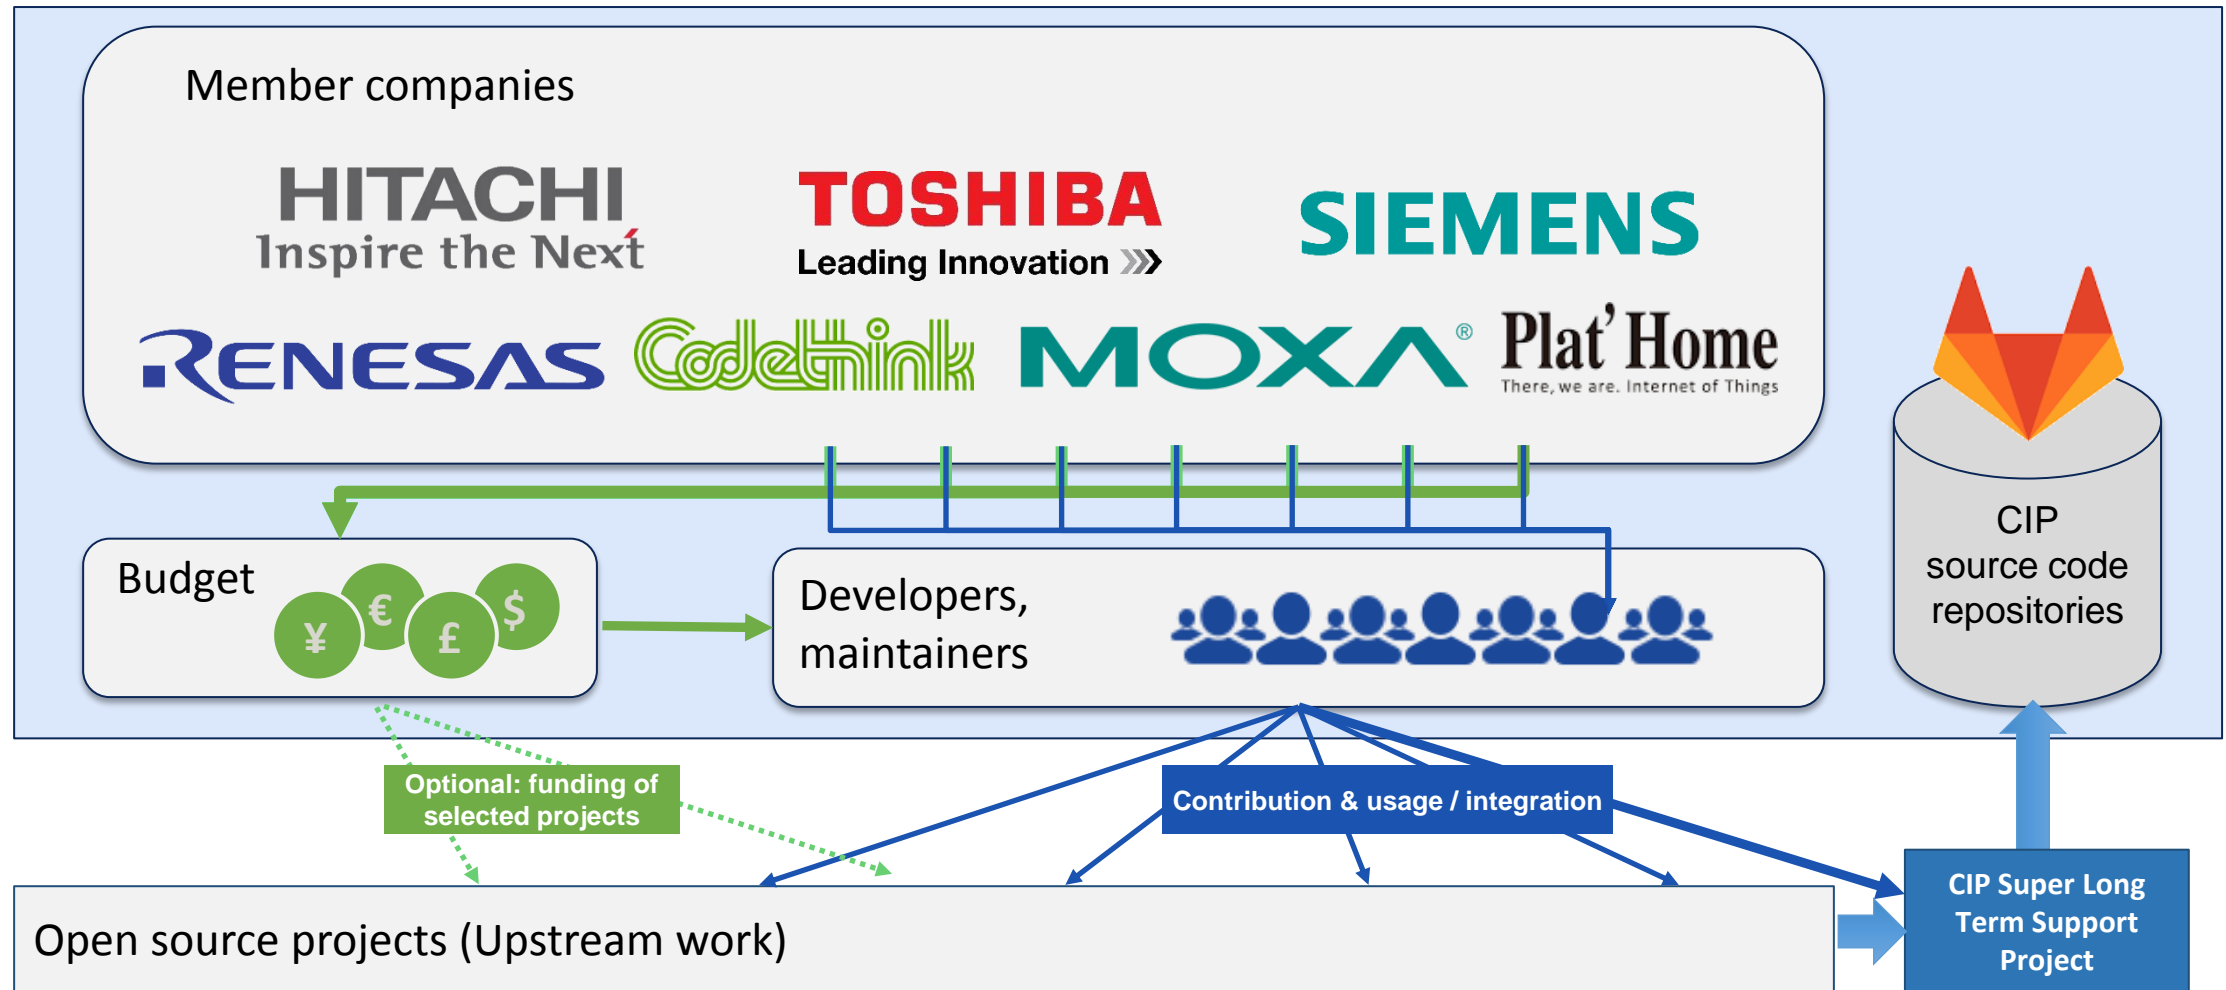 Member companies
HITACHI
Inspire the Next
TOSHIBA
Leading Innovation
SIEMENS
RENESAS
Codethink
MOXA®
Plat'Home
There, we are. Internet of Things
Budget
¥ € £ $
Developers,
maintainers
CIP
source code
repositories
Optional: funding of
selected projects
Contribution & usage / integration
Open source projects (Upstream work)
CIP Super Long
Term Support
Project